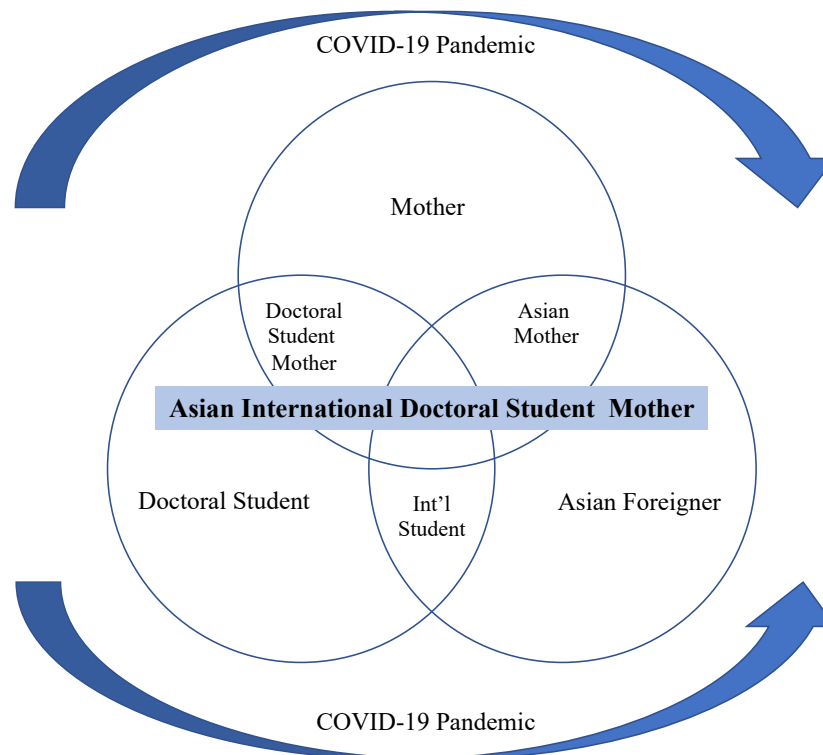 COVID-19 Pandemic
Mother
Doctoral
Student
Mother
Asian
Mother
Asian International Doctoral Student  Mother
Doctoral Student
Int’l
Student
Asian Foreigner
COVID-19 Pandemic